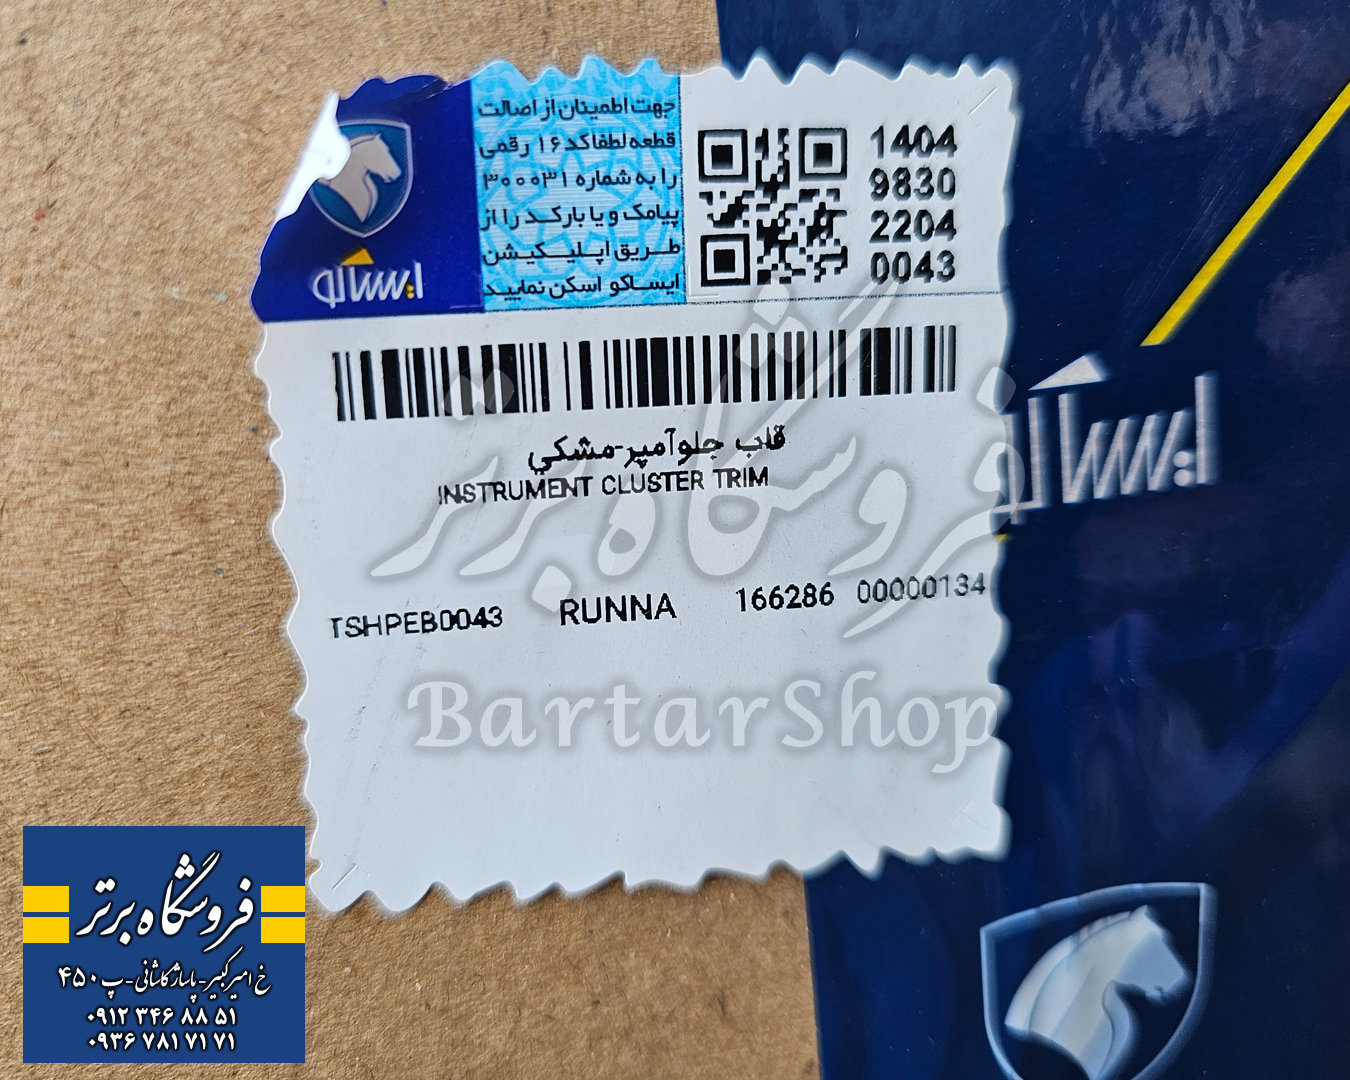 جهت اطمینان از اصالت
قطعه لطفا کد ۱۶ رقمی
را به شماره ۳۰۰۰۳۱
پیامک و یا بارکد را از
طریق اپلیکیشن
ایساکو اسکن نمایید
1404
9830
2204
0043
ایساکو
قاب جلوآمپر-مشكي
INSTRUMENT CLUSTER TRIM
TSHPEB0043 RUNNA 166286 00000134
ایساکو
فروشگاه برتر
BartarShop
فروشگاه برتر
خ امیرکبیر-پاساژ کاشانی-پ ۴۵۰
۰۹۱۲ ۳۴۶ ۸۸ ۵۱
۰۹۳۶ ۷۸۱ ۷۱ ۷۱